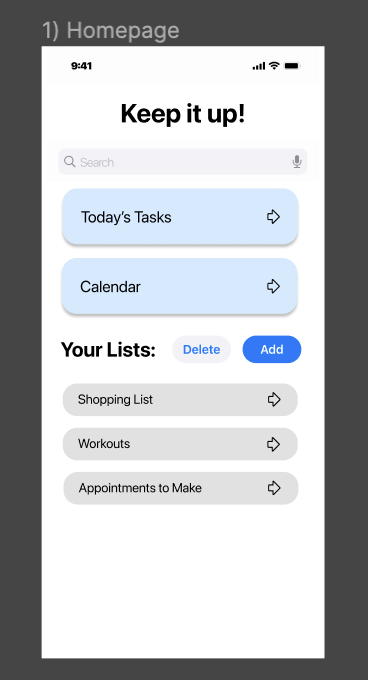 1) Homepage
9:41
Keep it up!
Search
Today's Tasks
Calendar
Your Lists: Delete Add
Shopping List
Workouts
Appointments to Make